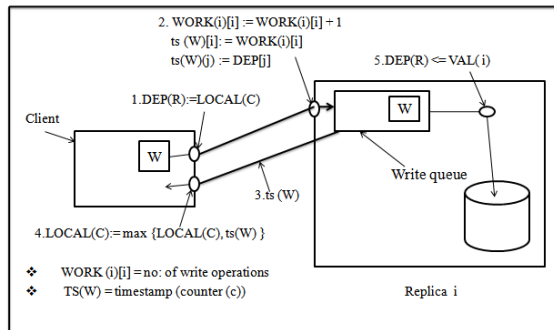 2. WORK(i)[i] := WORK(i)[i] + 1
ts (W)[i]: = WORK(i)[i]
ts(W)(j) := DEP[j]
5.DEP(R) <= VAL( i)
1.DEP(R):=LOCAL(C)
Client
W
W
Write queue
3.ts (W)
4.LOCAL(C):= max {LOCAL(C), ts(W) }
❖ WORK (i)[i] = no: of write operations
❖ TS(W) = timestamp (counter (c))
Replica i